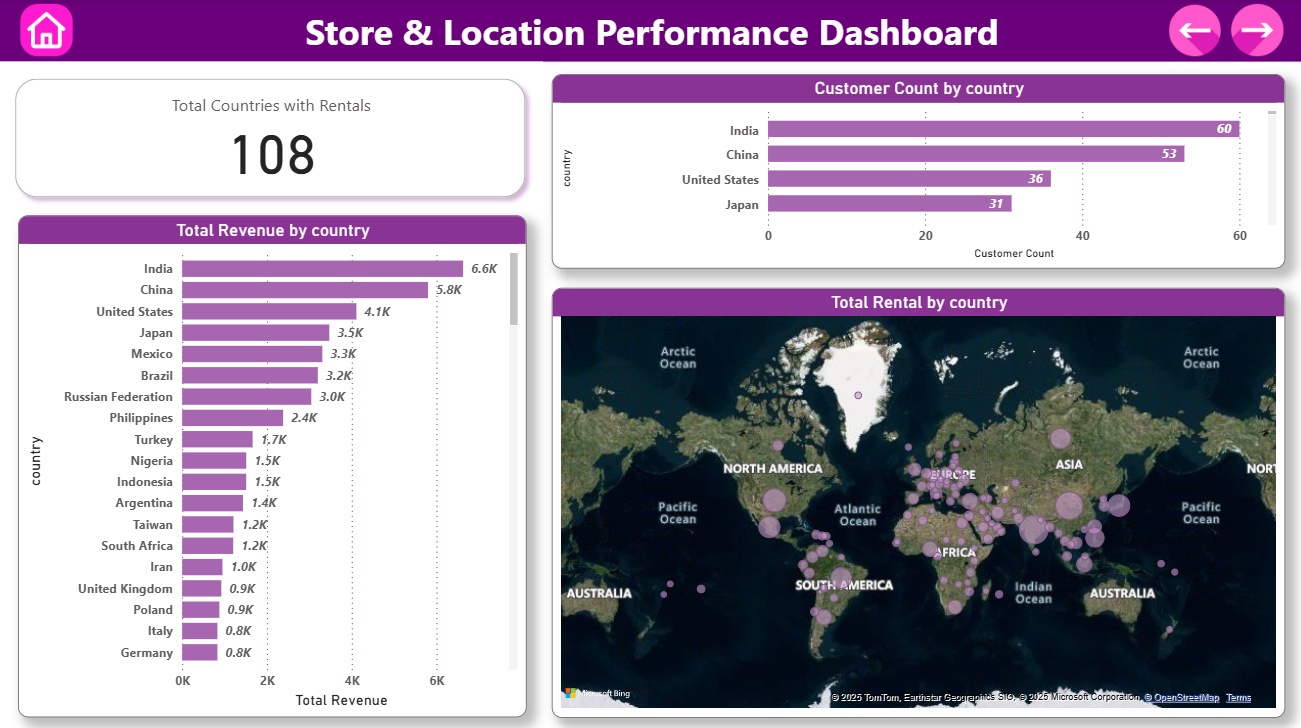 Store & Location Performance Dashboard
Total Countries with Rentals
108
Total Revenue by country
country
India 6.6K
China 5.8K
United States 4.1K
Japan 3.5K
Mexico 3.3K
Brazil 3.2K
Russian Federation 3.0K
Philippines 2.4K
Turkey 1.7K
Nigeria 1.5K
Indonesia 1.5K
Argentina 1.4K
Taiwan 1.2K
South Africa 1.2K
Iran 1.0K
United Kingdom 0.9K
Poland 0.9K
Italy 0.8K
Germany 0.8K
0K 2K 4K 6K
Total Revenue
Customer Count by country
country
India 60
China 53
United States 36
Japan 31
0 20 40 60
Customer Count
Total Rental by country
Arctic Ocean
Arctic Ocean
NORTH AMERICA
EUROPE
ASIA
NORT
Pacific Ocean
Atlantic Ocean
Pacific Ocean
AFRICA
AUSTRALIA
SOUTH AMERICA
Indian Ocean
AUSTRALIA
Microsoft Bing
© 2025 TomTom, Earthstar Geographics SIO, © 2025 Microsoft Corporation, © OpenStreetMap Terms